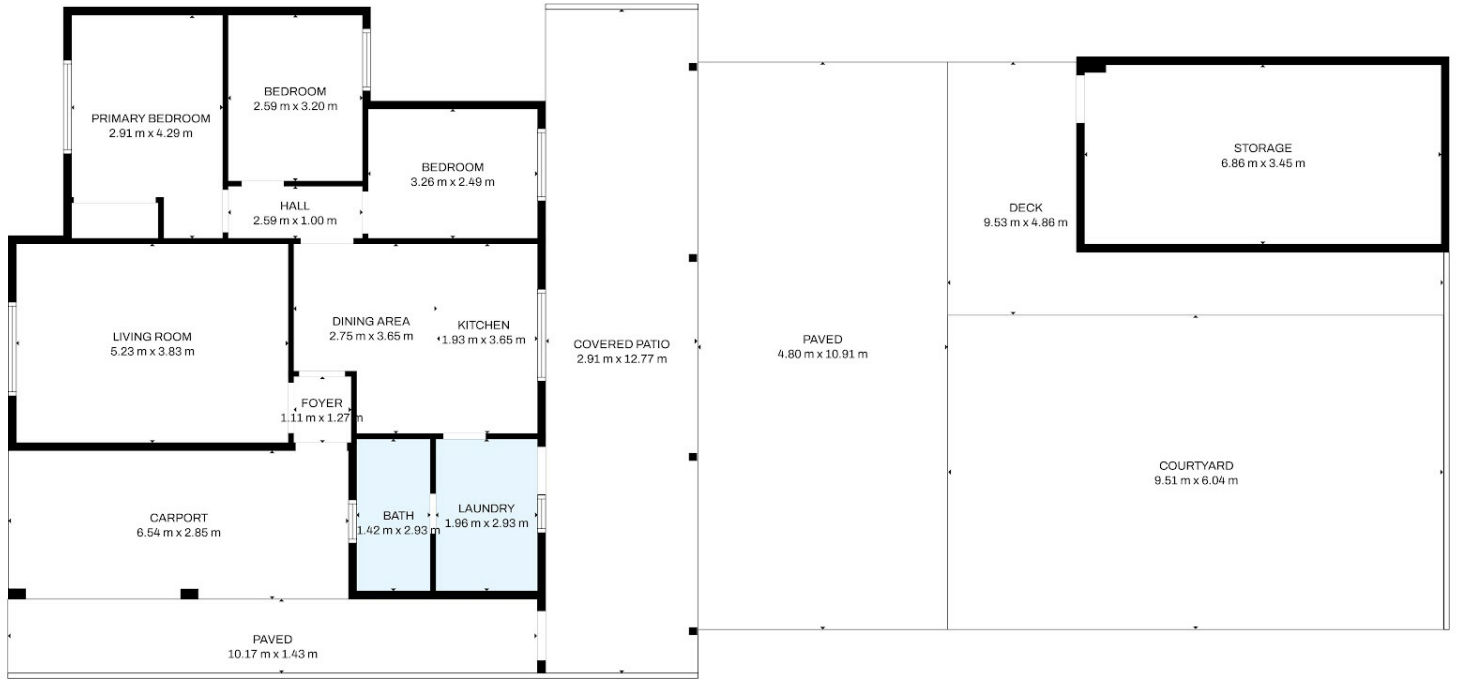 PRIMARY BEDROOM
2.91 m x 4.29 m
BEDROOM
2.59 m x 3.20 m
BEDROOM
3.26 m x 2.49 m
HALL
2.59 m x 1.00 m
STORAGE
6.86 m x 3.45 m
DECK
9.53 m x 4.86 m
LIVING ROOM
5.23 m x 3.83 m
DINING AREA
2.75 m x 3.65 m
KITCHEN
1.93 m x 3.65 m
COVERED PATIO
2.91 m x 12.77 m
PAVED
4.80 m x 10.91 m
FOYER
1.11 m x 1.27 m
COURTYARD
9.51 m x 6.04 m
CARPORT
6.54 m x 2.85 m
BATH
1.42 m x 2.93 m
LAUNDRY
1.96 m x 2.93 m
PAVED
10.17 m x 1.43 m